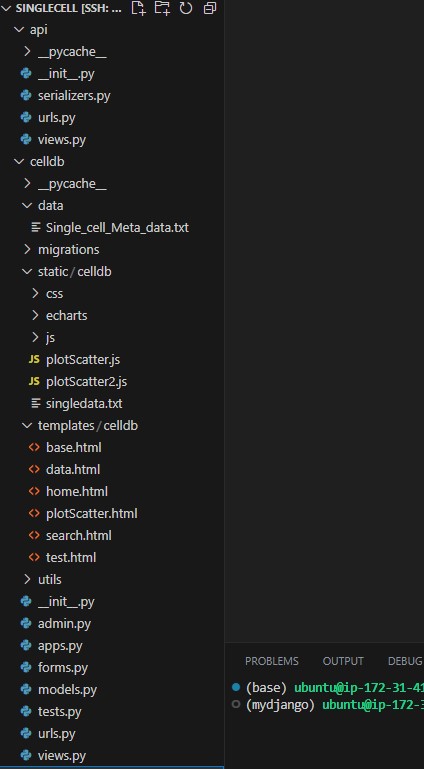 SINGLECELL [SSH: ...
api
__pycache__
__init__.py
serializers.py
urls.py
views.py
celldb
__pycache__
data
Single_cell_Meta_data.txt
migrations
static/celldb
css
echarts
js
JS plotScatter.js
JS plotScatter2.js
singledata.txt
templates/celldb
<> base.html
<> data.html
<> home.html
<> plotScatter.html
<> search.html
<> test.html
utils
__init__.py
admin.py
apps.py
forms.py
models.py
tests.py
urls.py
views.py
PROBLEMS OUTPUT DEBUG
(base) ubuntu@ip-172-31-41
(mydjango) ubuntu@ip-172-3